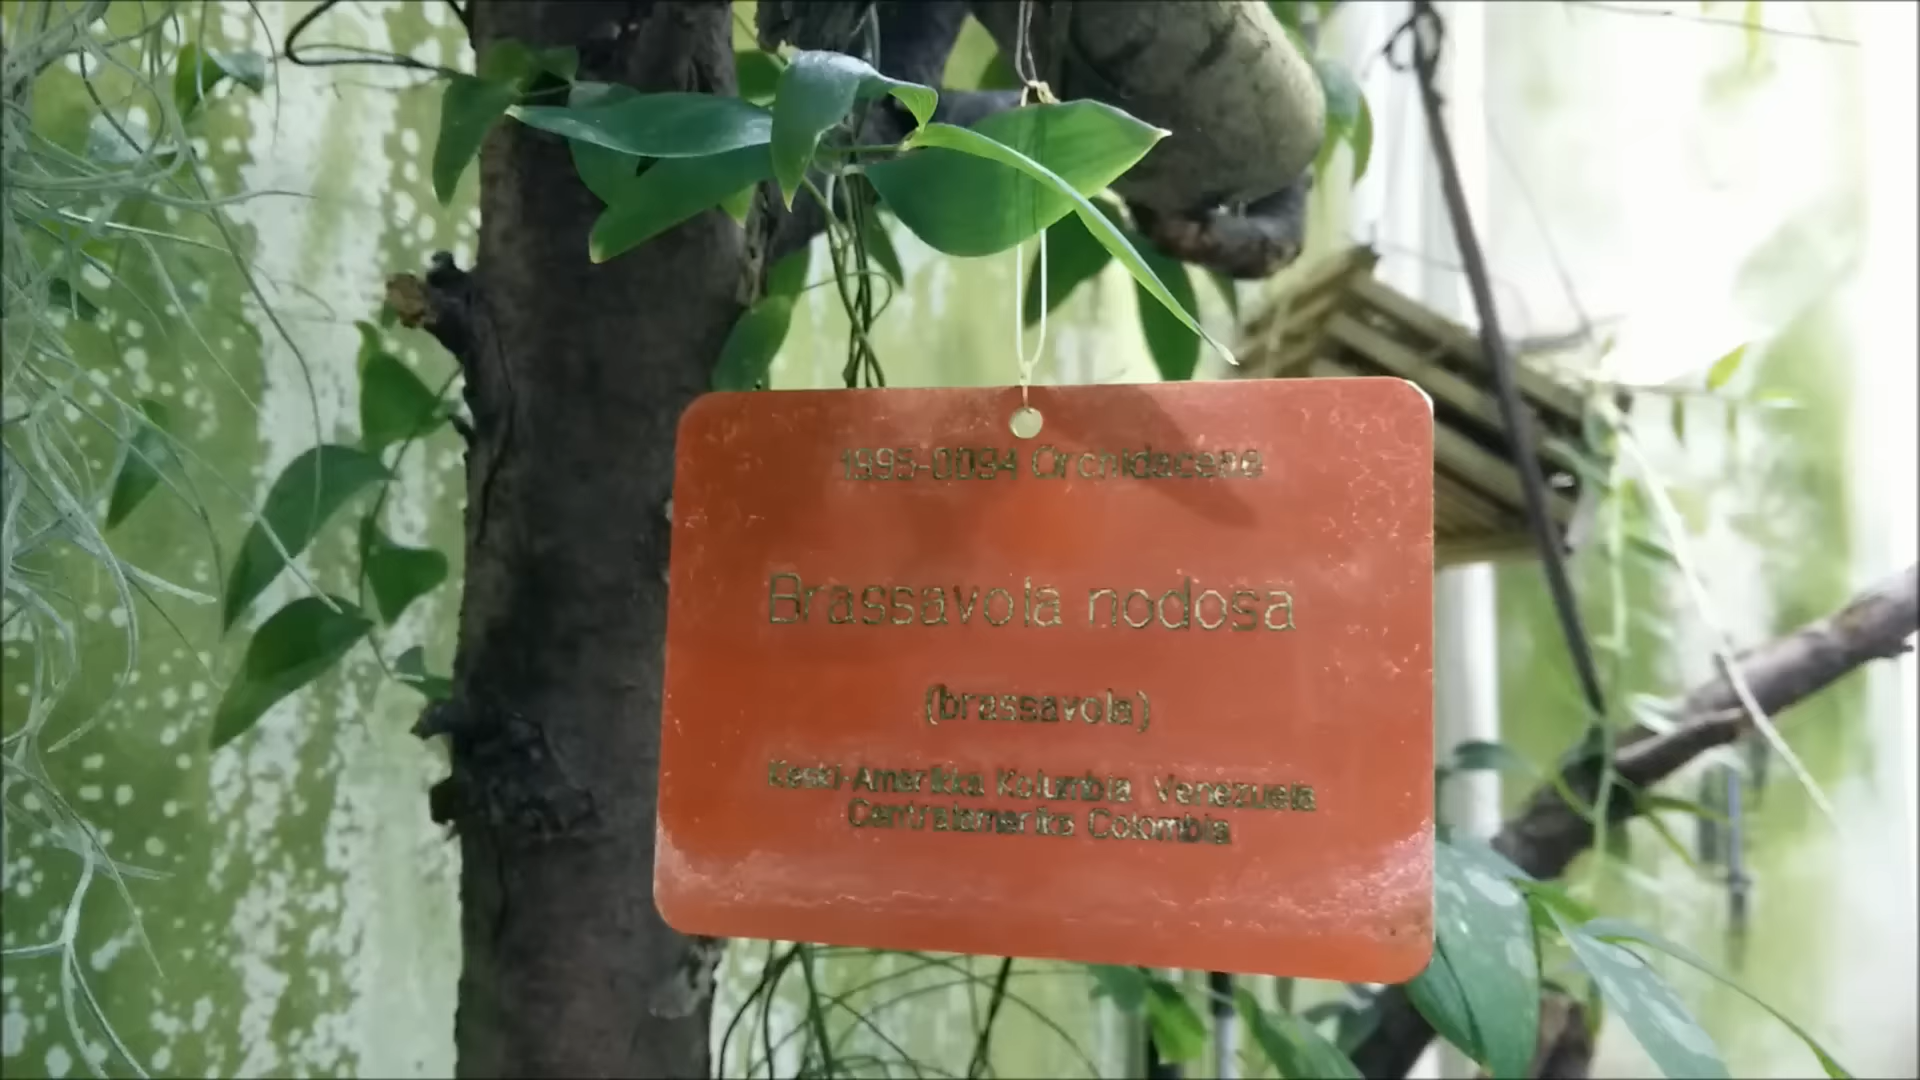 1995-0094 Orchidaceae
Brassavola nodosa
(brassavola)
Keski-Amerikka Kolumbia Venezuela
Centralamerika Colombia